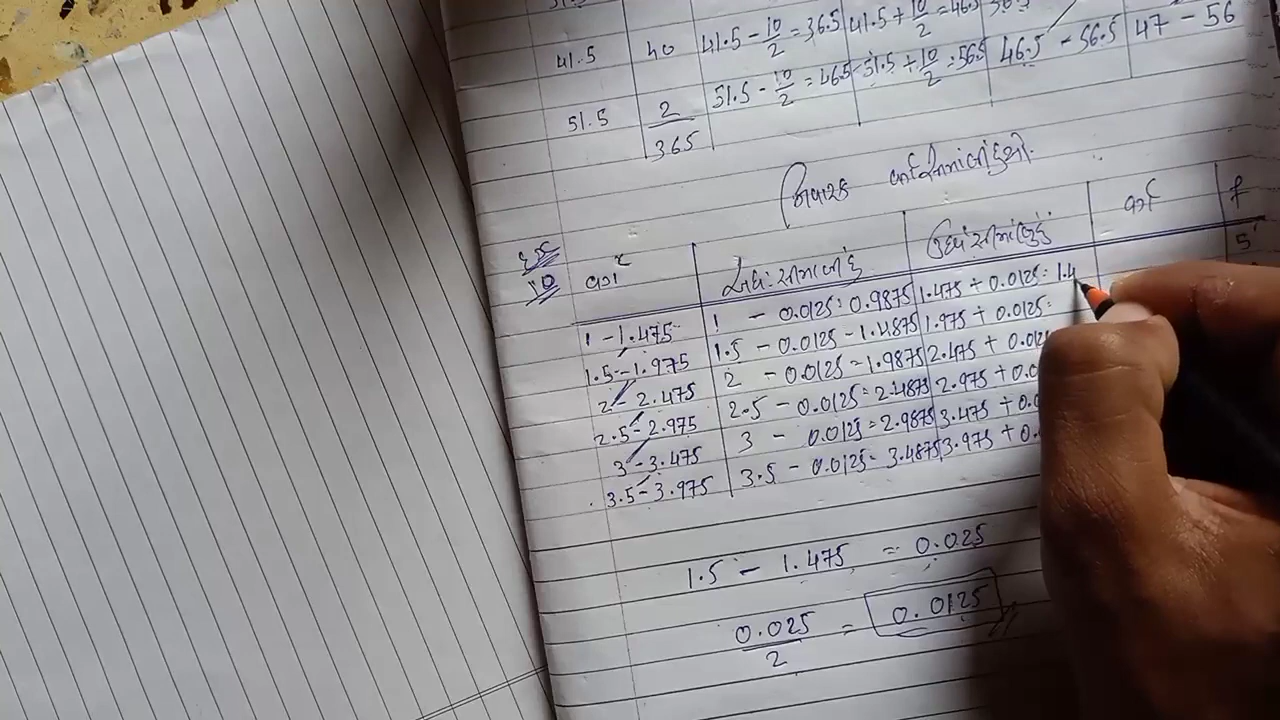 41.5 40 41.5 - 10/2 = 36.5 41.5 + 10/2 = 46.5
51.5 2 51.5 - 10/2 = 46.5 51.5 + 10/2 = 56.5 46.5 - 56.5 47 - 56
365
વર્ગ f
10 વર્ગ
1 - 1.475 1 - 0.0125 = 0.9875 1.475 + 0.0125 = 1.4 5
1.5 - 1.975 1.5 - 0.0125 - 1.4875 1.975 + 0.0125 =
2 - 2.475 2 - 0.0125 = 1.9875 2.475 + 0.0125
2.5 - 2.975 2.5 - 0.0125 = 2.4875 2.975 + 0.0
3 - 3.475 3 - 0.0125 = 2.9875 3.475 + 0.0
3.5 - 3.975 3.5 - 0.0125 = 3.4875 3.975 + 0.
1.5 - 1.475 = 0.025
0.025/2 = 0.0125